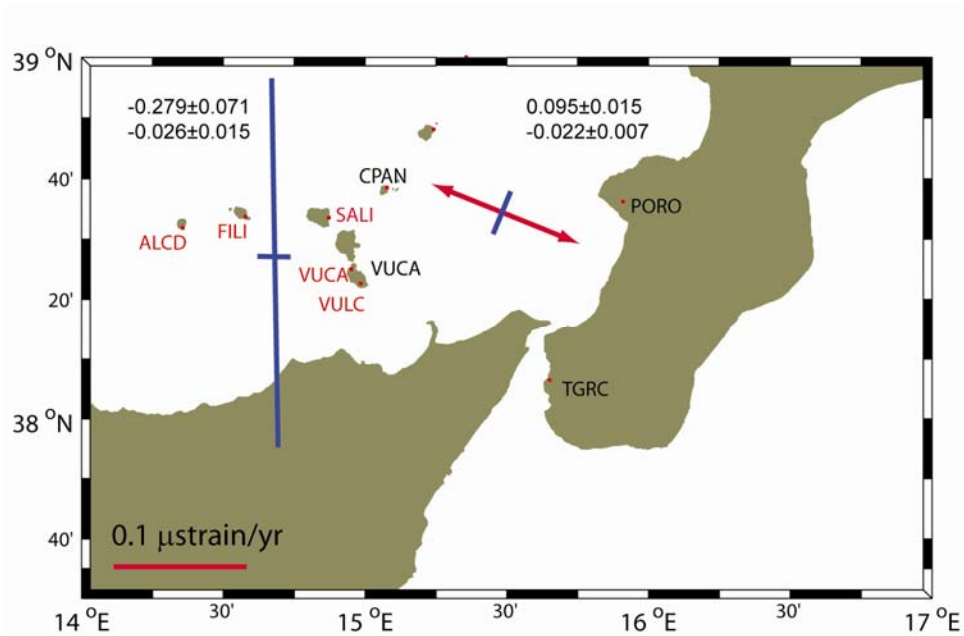 39 °N
-0.279±0.071
-0.026±0.015
0.095±0.015
-0.022±0.007
40'
CPAN
PORO
SALI
FILI
ALCD
VUCA
VUCA
VULC
20'
TGRC
38 °N
0.1 µstrain/yr
40'
14 °E
30'
15 °E
30'
16 °E
30'
17 °E